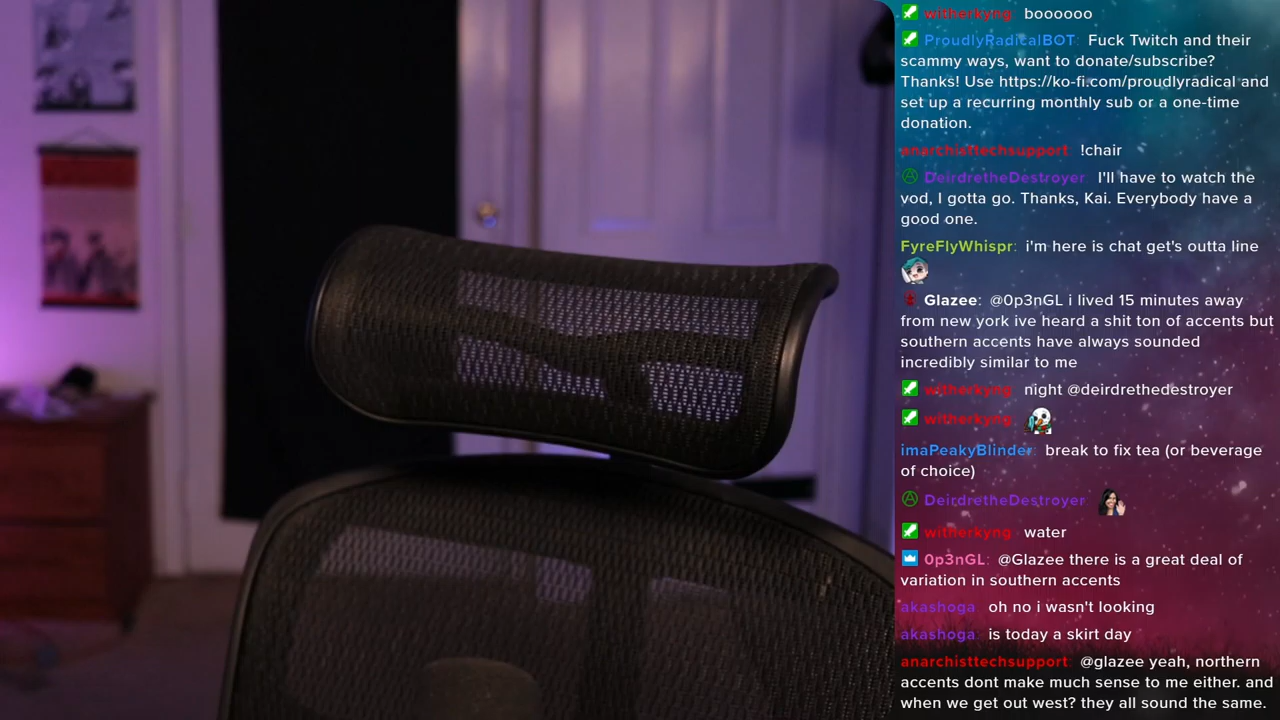 witherkyng boooooo
ProudlyRadicalBOT: Fuck Twitch and their
scammy ways, want to donate/subscribe?
Thanks! Use https://ko-fi.com/proudlyradical and
set up a recurring monthly sub or a one-time
donation.
anarchisttechsupport: !chair
DeirdretheDestroyer: I'll have to watch the
vod, I gotta go. Thanks, Kai. Everybody have a
good one.
FyreFlyWhispr: i'm here is chat get's outta line
Glazee: @0p3nGL i lived 15 minutes away
from new york ive heard a shit ton of accents but
southern accents have always sounded
incredibly similar to me
witherkyng night @deirdrethedestroyer
witherkyng
imaPeakyBlinder: break to fix tea (or beverage
of choice)
DeirdretheDestroyer
witherkyng water
0p3nGL: @Glazee there is a great deal of
variation in southern accents
akashoga oh no i wasn't looking
akashoga: is today a skirt day
anarchisttechsupport: @glazee yeah, northern
accents dont make much sense to me either. and
when we get out west? they all sound the same.